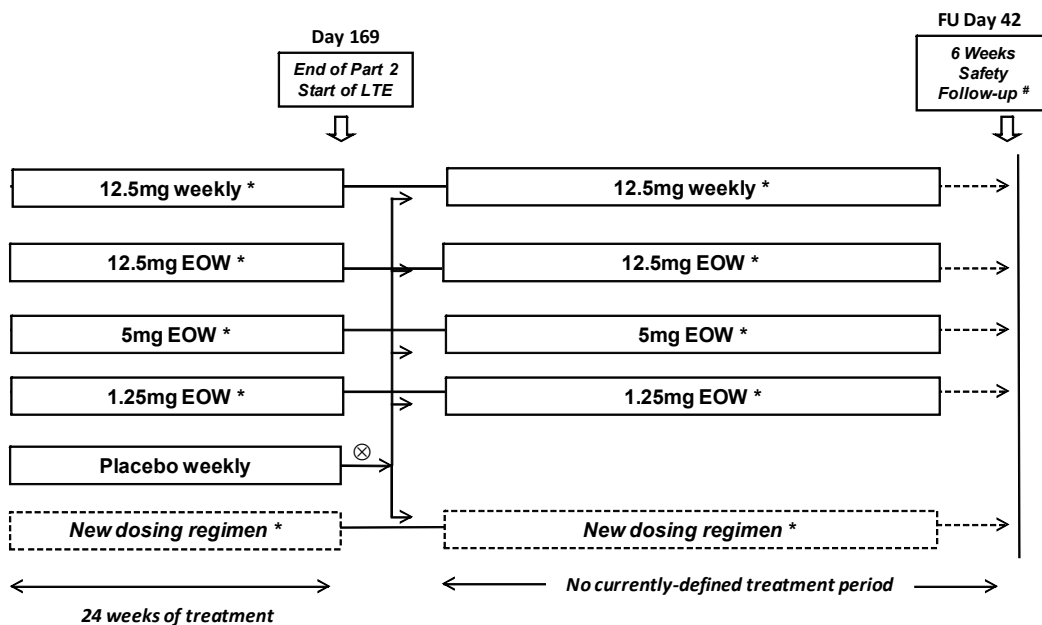 Day 169
End of Part 2
Start of LTE
FU Day 42
6 Weeks
Safety
Follow-up #
12.5mg weekly *
12.5mg weekly *
12.5mg EOW *
12.5mg EOW *
5mg EOW *
5mg EOW *
1.25mg EOW *
1.25mg EOW *
Placebo weekly
⊗
New dosing regimen *
New dosing regimen *
24 weeks of treatment
No currently-defined treatment period